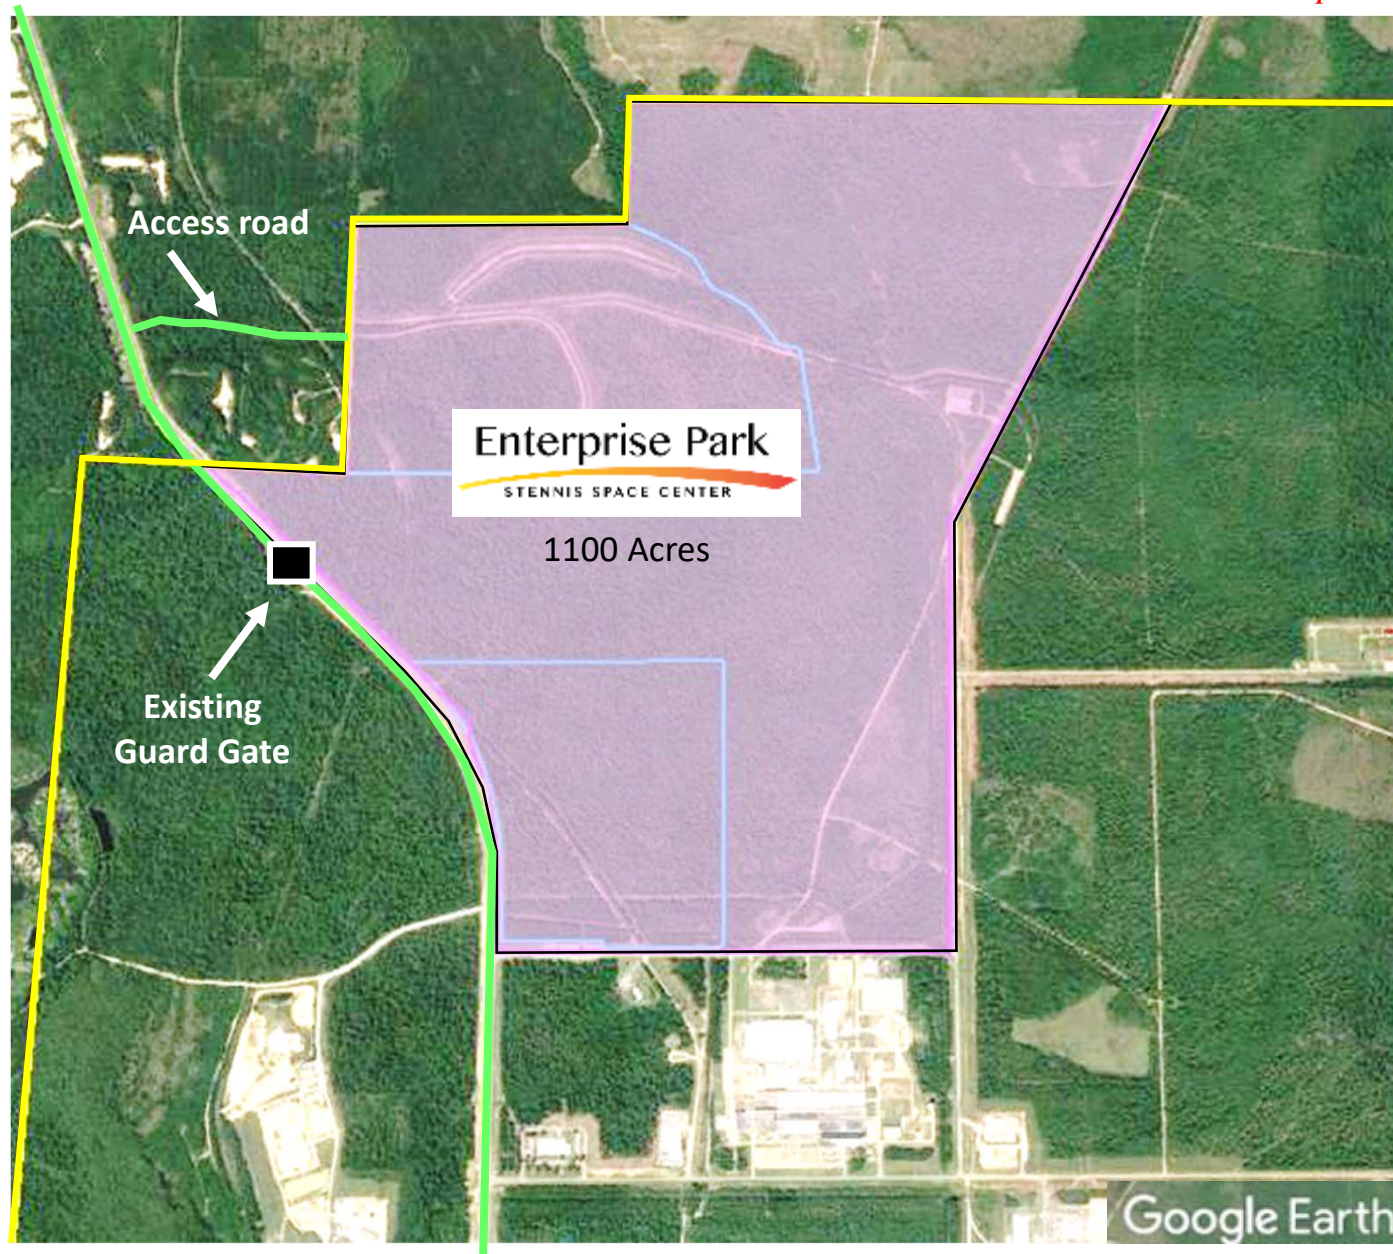 Access road
Enterprise Park
STENNIS SPACE CENTER
1100 Acres
Existing
Guard Gate
Google Earth